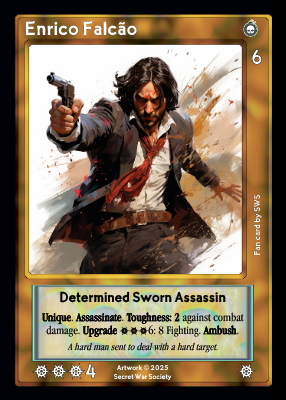 Enrico Falcão
6
Fan card by SWS
Determined Sworn Assassin
Unique. Assassinate. Toughness: 2 against combat
damage. Upgrade 6: 8 Fighting. Ambush.
A hard man sent to deal with a hard target.
4
Artwork © 2025
Secret War Society